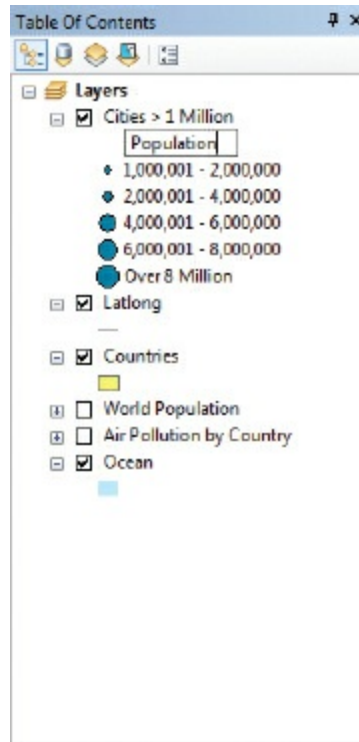 Table Of Contents
Layers
Cities > 1 Million
Population
1,000,001 - 2,000,000
2,000,001 - 4,000,000
4,000,001 - 6,000,000
6,000,001 - 8,000,000
Over 8 Million
Latlong
Countries
World Population
Air Pollution by Country
Ocean